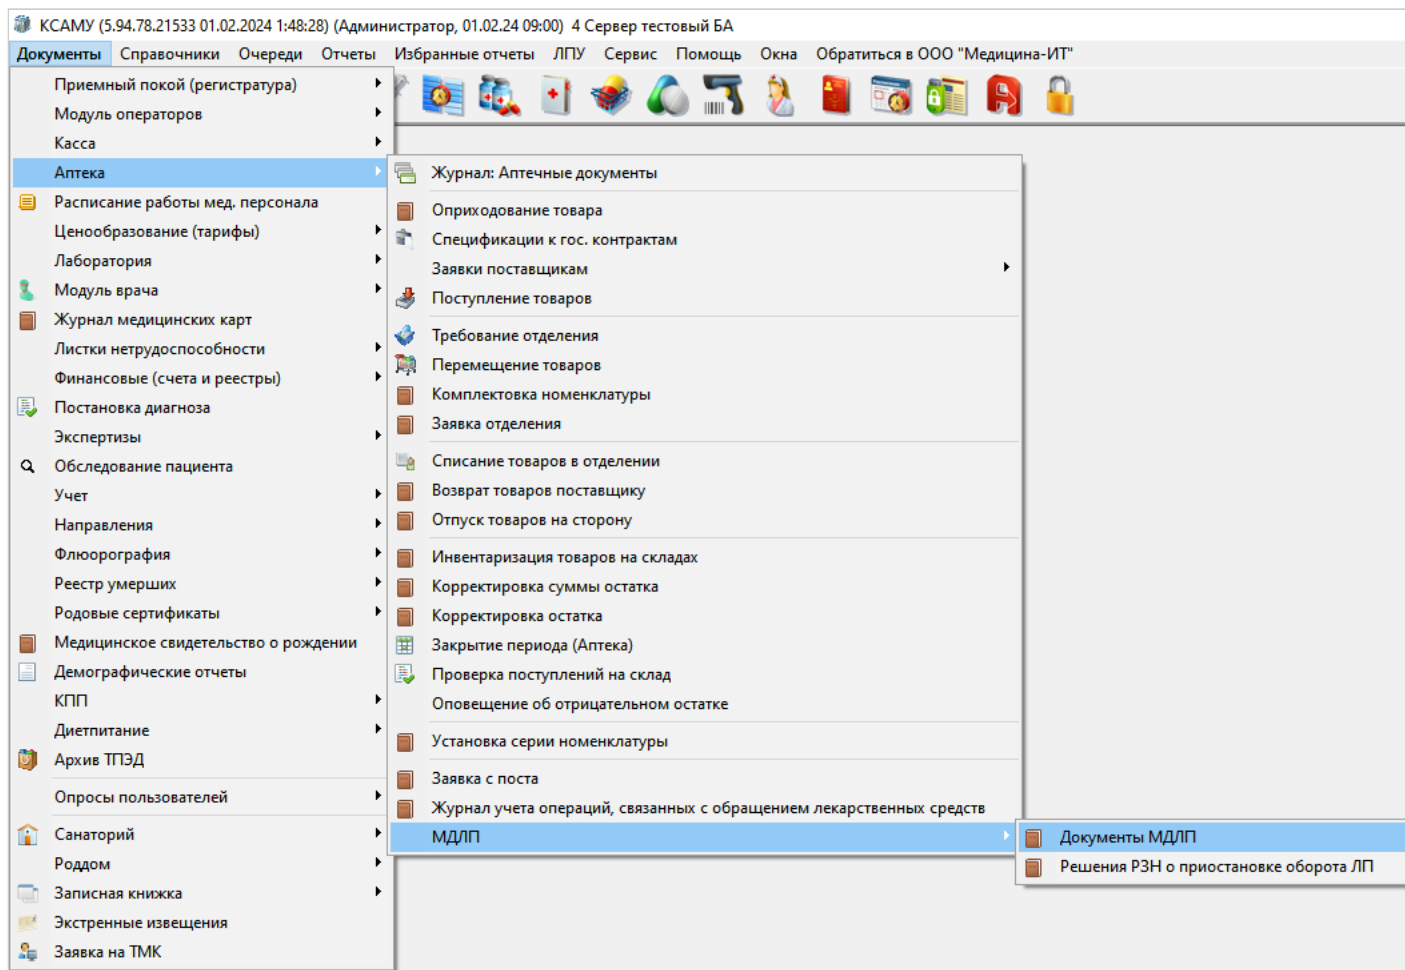 КСАМУ (5.94.78.21533 01.02.2024 1:48:28) (Администратор, 01.02.24 09:00)  4 Сервер тестовый БА
Документы Справочники Очереди Отчеты Избранные отчеты ЛПУ Сервис Помощь Окна Обратиться в ООО "Медицина-ИТ"
Приемный покой (регистратура)
Модуль операторов
Касса
Аптека
Расписание работы мед. персонала
Ценообразование (тарифы)
Лаборатория
Модуль врача
Журнал медицинских карт
Листки нетрудоспособности
Финансовые (счета и реестры)
Постановка диагноза
Экспертизы
Обследование пациента
Учет
Направления
Флюорография
Реестр умерших
Родовые сертификаты
Медицинское свидетельство о рождении
Демографические отчеты
КПП
Диетпитание
Архив ТПЭД
Опросы пользователей
Санаторий
Роддом
Записная книжка
Экстренные извещения
Заявка на ТМК
Журнал: Аптечные документы
Оприходование товара
Спецификации к гос. контрактам
Заявки поставщикам
Поступление товаров
Требование отделения
Перемещение товаров
Комплектовка номенклатуры
Заявка отделения
Списание товаров в отделении
Возврат товаров поставщику
Отпуск товаров на сторону
Инвентаризация товаров на складах
Корректировка суммы остатка
Корректировка остатка
Закрытие периода (Аптека)
Проверка поступлений на склад
Оповещение об отрицательном остатке
Установка серии номенклатуры
Заявка с поста
Журнал учета операций, связанных с обращением лекарственных средств
МДЛП
Документы МДЛП
Решения РЗН о приостановке оборота ЛП